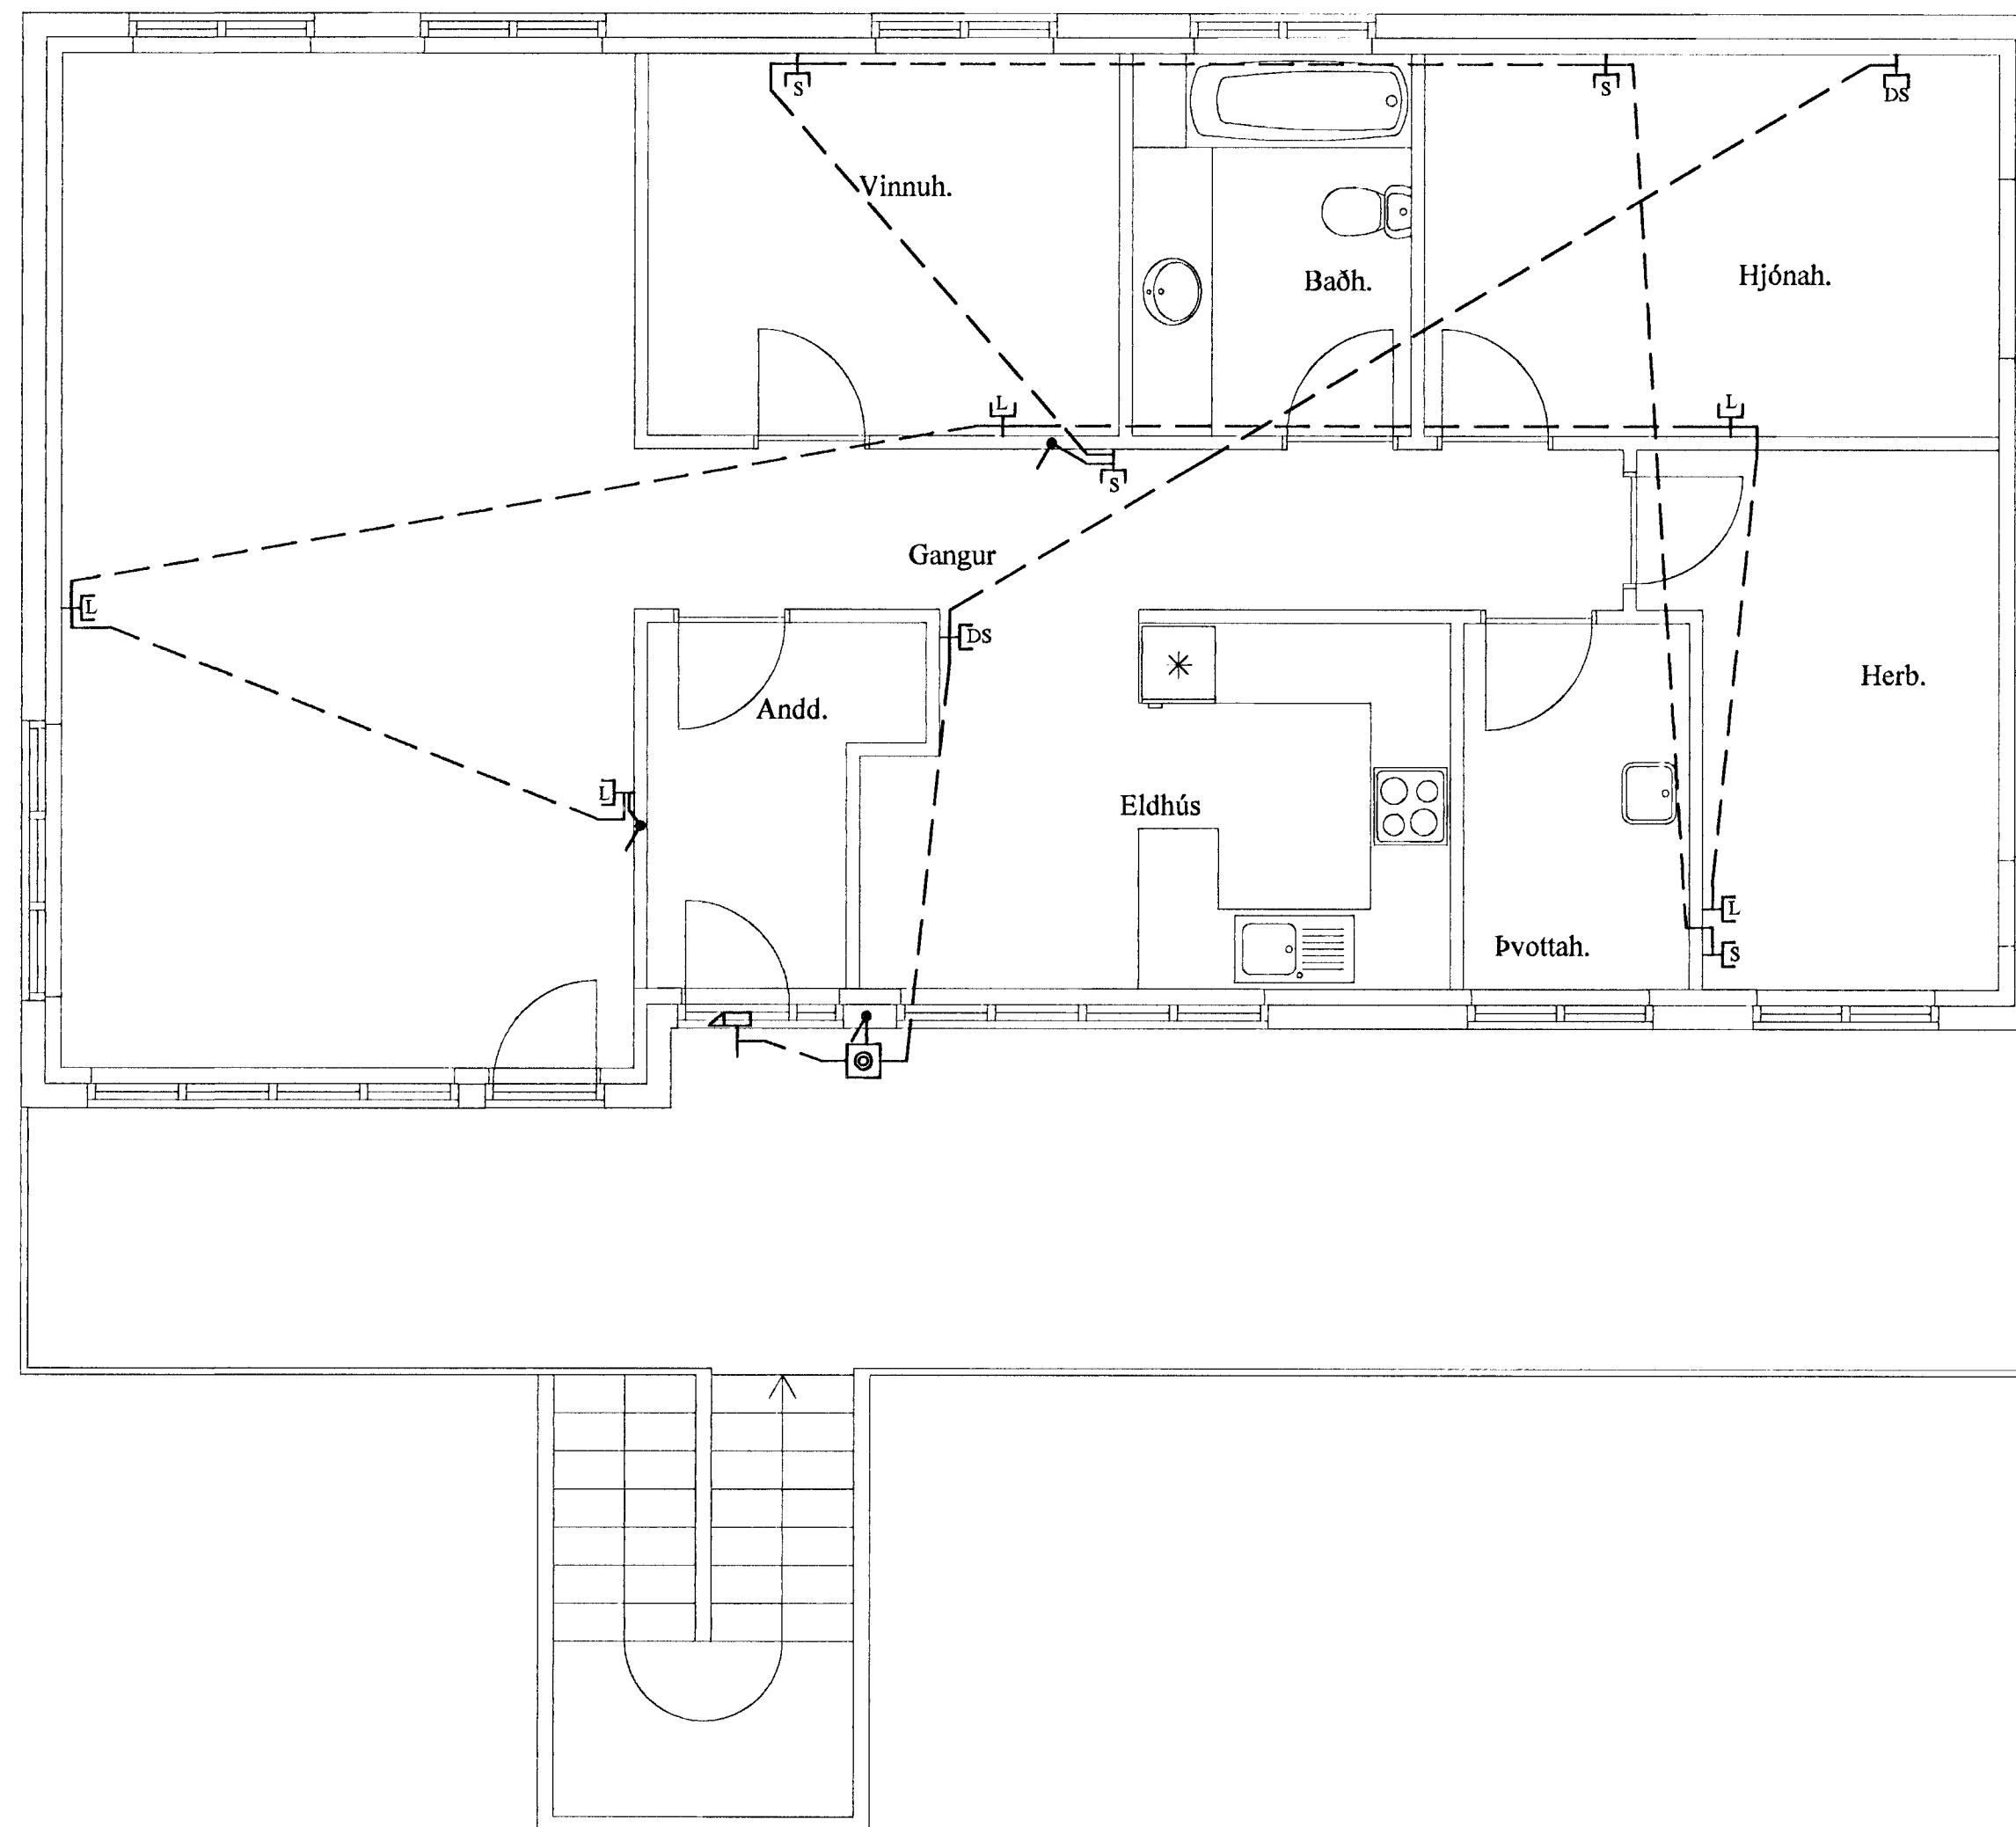 S
S
DS
Vinnuh.
Baðh.
Hjónah.
L
L
S
Gangur
L
DS
Herb.
Andd.
L
Eldhús
L
Þvottah.
S